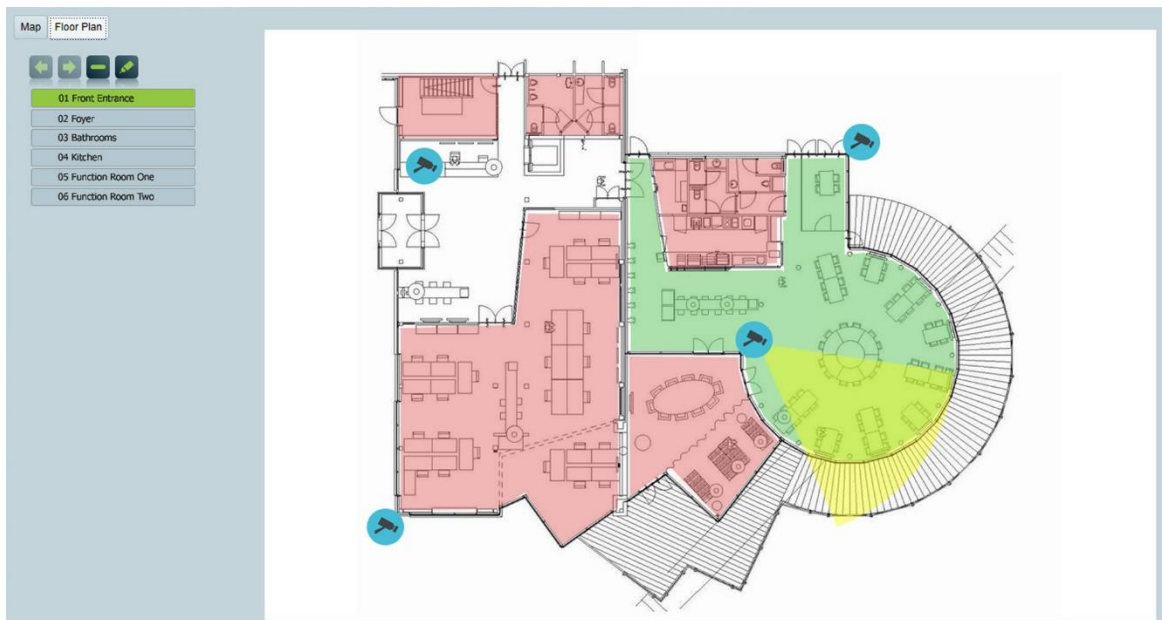 Map
Floor Plan
01 Front Entrance
02 Foyer
03 Bathrooms
04 Kitchen
05 Function Room One
06 Function Room Two